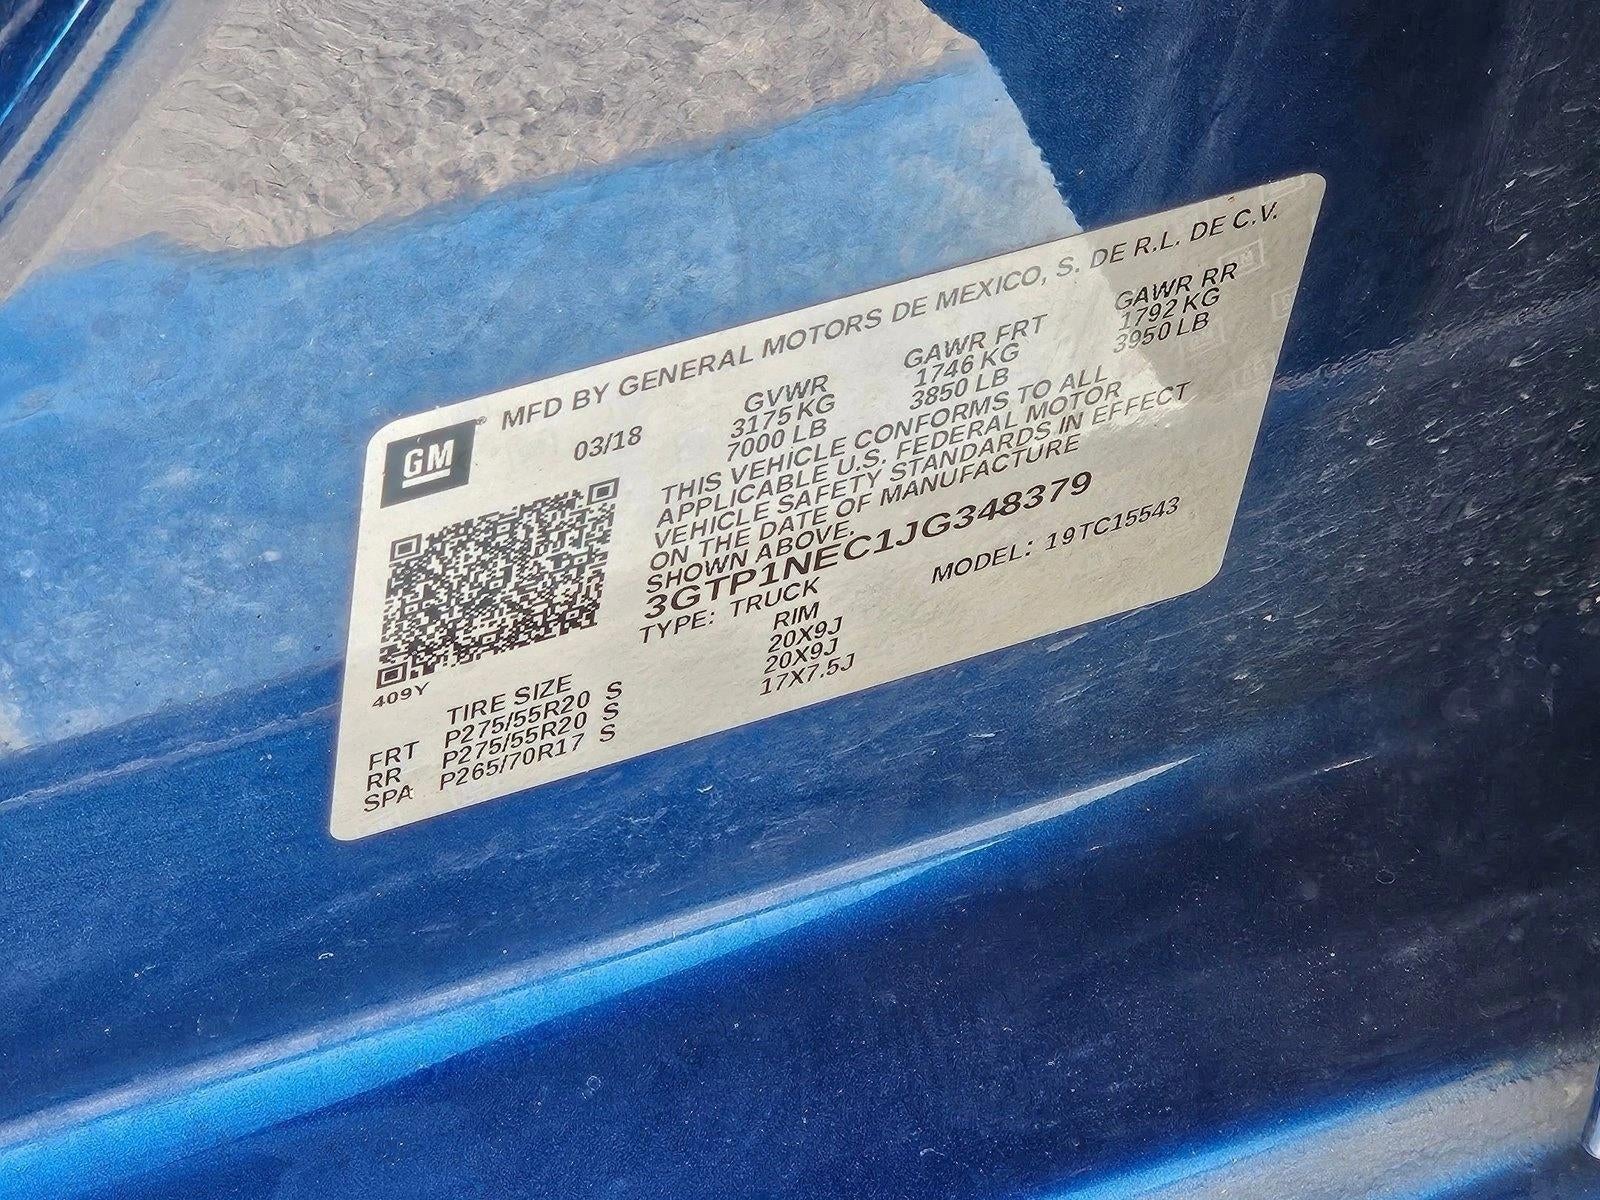 MFD BY GENERAL MOTORS DE MEXICO, S. DE R.L. DE C.V.
GM®
03/18
GVWR GAWR FRT GAWR RR
3175 KG 1746 KG 1792 KG
7000 LB 3850 LB 3950 LB
THIS VEHICLE CONFORMS TO ALL
APPLICABLE U.S. FEDERAL MOTOR
VEHICLE SAFETY STANDARDS IN EFFECT
ON THE DATE OF MANUFACTURE
SHOWN ABOVE.
3GTP1NEC1JG348379
TYPE: TRUCK MODEL: 19TC15543
409Y
TIRE SIZE RIM
FRT P275/55R20 S 20X9J
RR P275/55R20 S 20X9J
SPA P265/70R17 S 17X7.5J